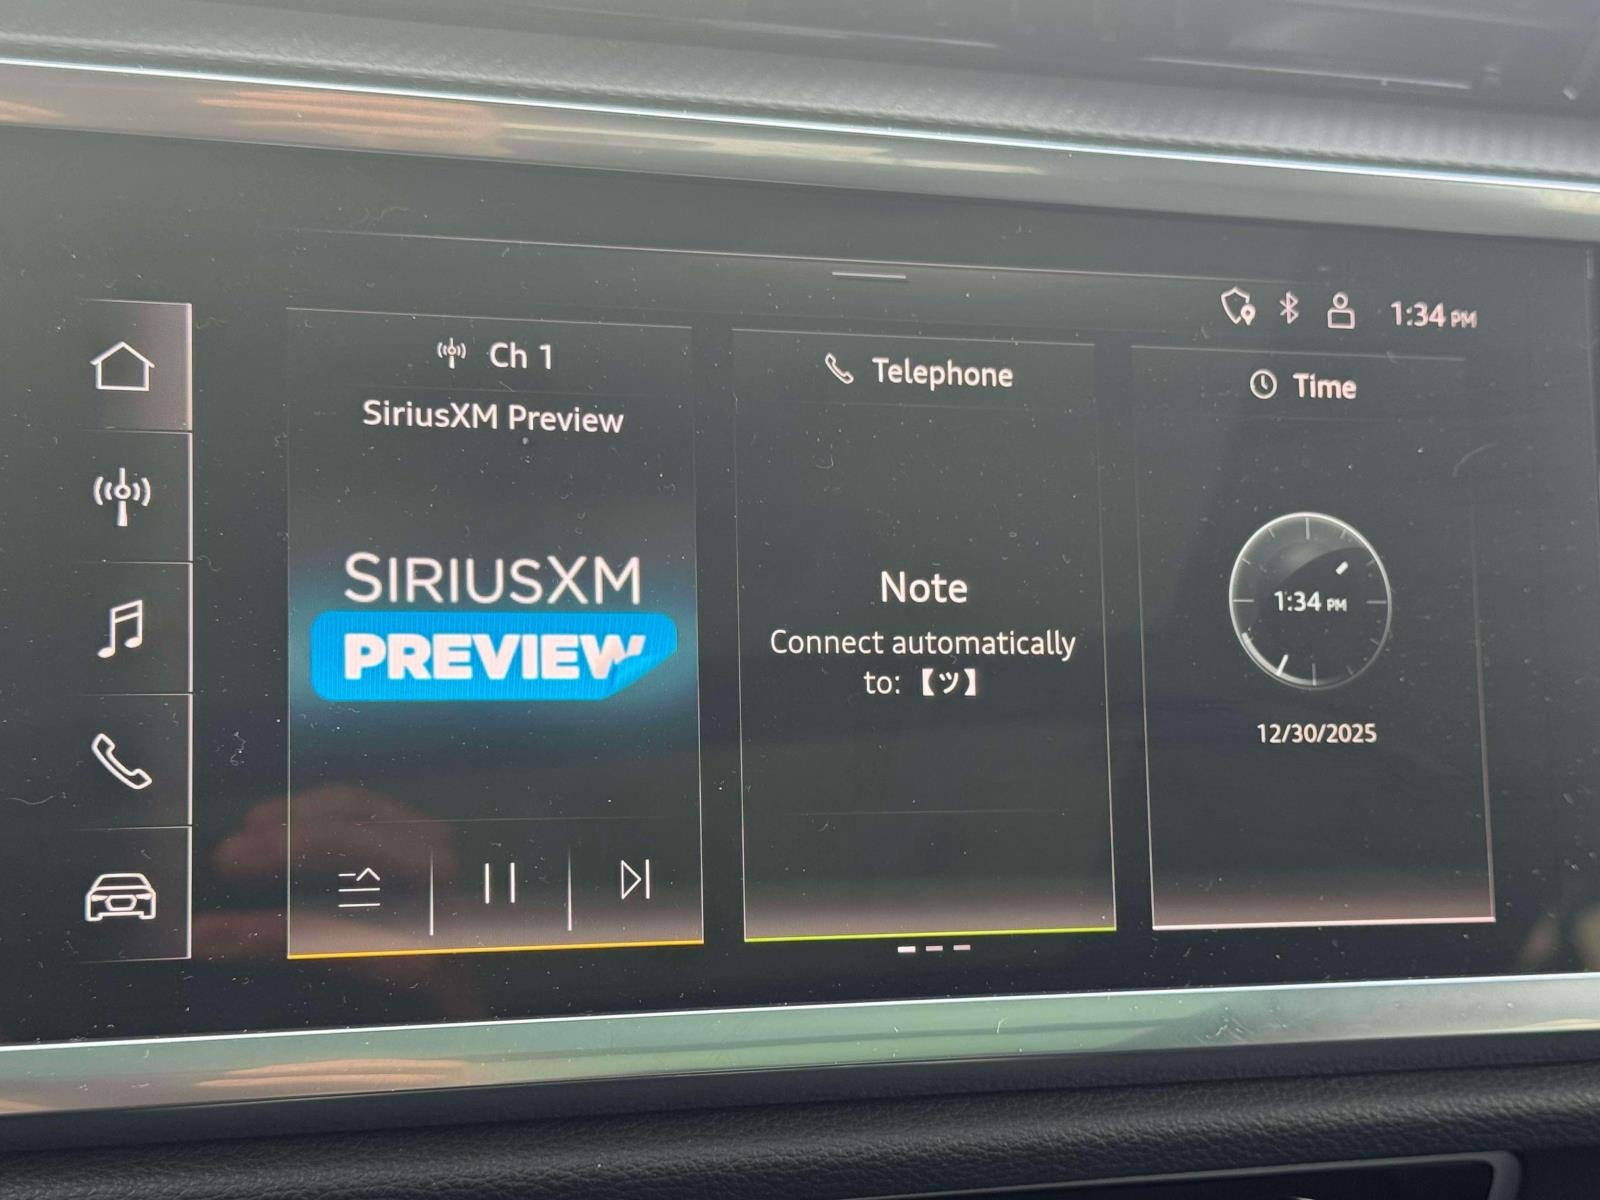 1:34 PM
Ch 1
SiriusXM Preview
SIRIUSXM
PREVIEW
Telephone
Note
Connect automatically
to: 【ツ】
Time
1:34 PM
12/30/2025